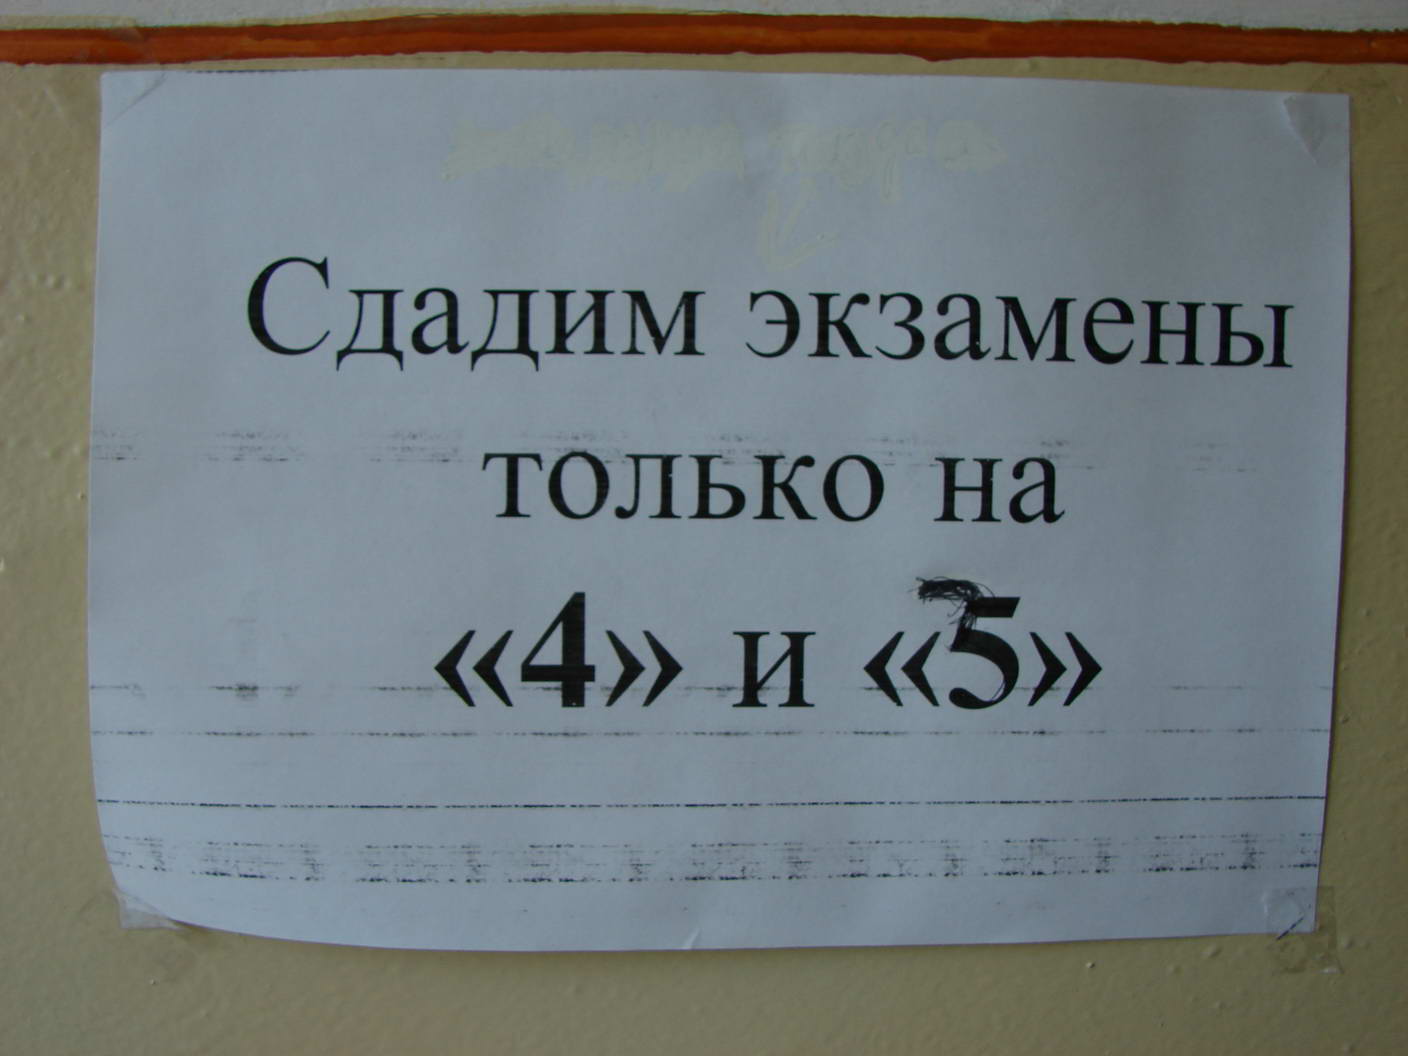 Сдадим экзамены
только на
«4» и «5»